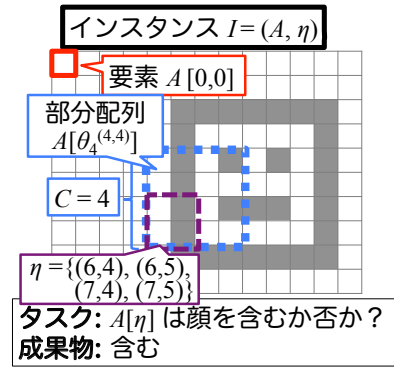 インスタンス I = (A, η)
要素 A [0,0]
部分配列
A[θ₄⁽⁴,⁴⁾]
C = 4
η ={(6,4), (6,5),
(7,4), (7,5)}
タスク: A[η] は顔を含むか否か？
成果物: 含む